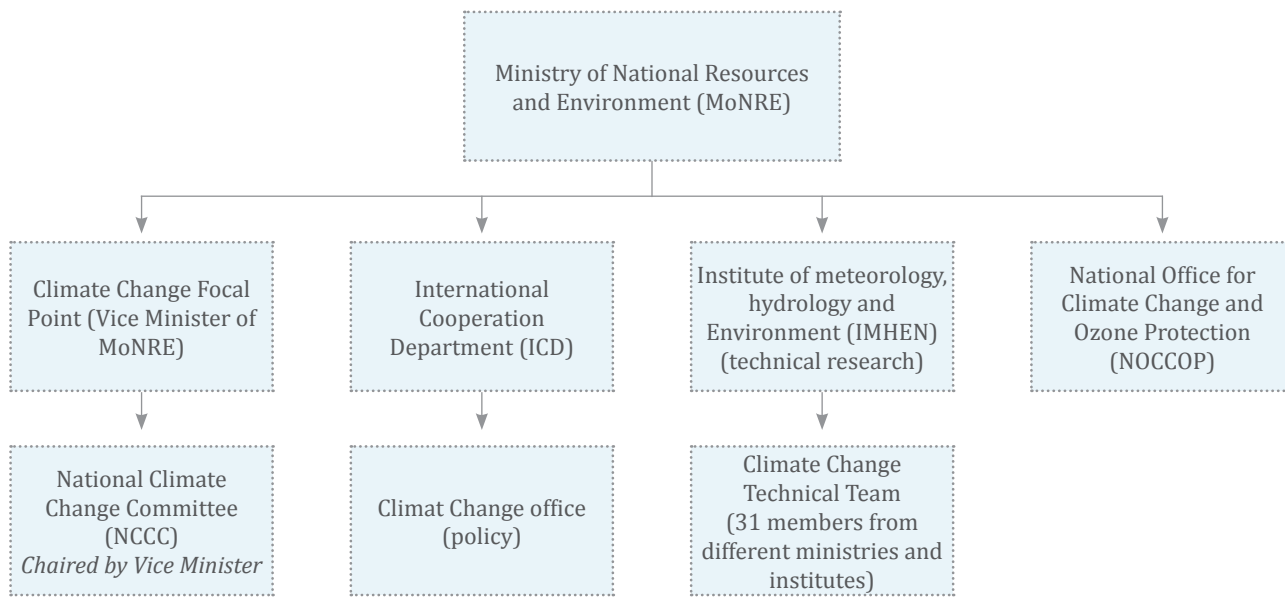 Ministry of National Resources
and Environment (MoNRE)
Climate Change Focal
Point (Vice Minister of
MoNRE)
International
Cooperation
Department (ICD)
Institute of meteorology,
hydrology and
Environment (IMHEN)
(technical research)
National Office for
Climate Change and
Ozone Protection
(NOCCOP)
National Climate
Change Committee
(NCCC)
Chaired by Vice Minister
Climat Change office
(policy)
Climate Change
Technical Team
(31 members from
different ministries and
institutes)